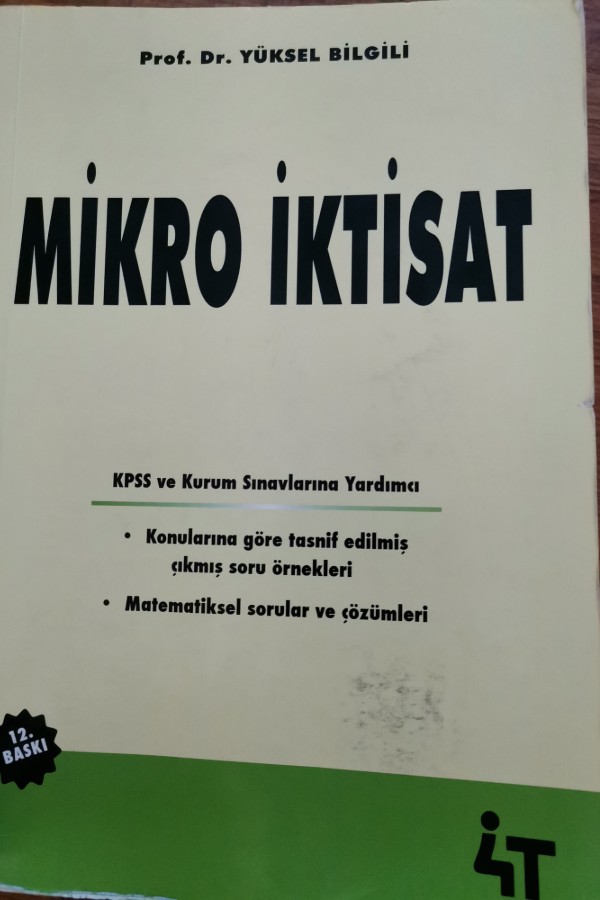 Prof. Dr. YÜKSEL BİLGİLİ
MİKRO İKTİSAT
KPSS ve Kurum Sınavlarına Yardımcı
• Konularına göre tasnif edilmiş
çıkmış soru örnekleri
• Matematiksel sorular ve çözümleri
12.
BASKI
4T